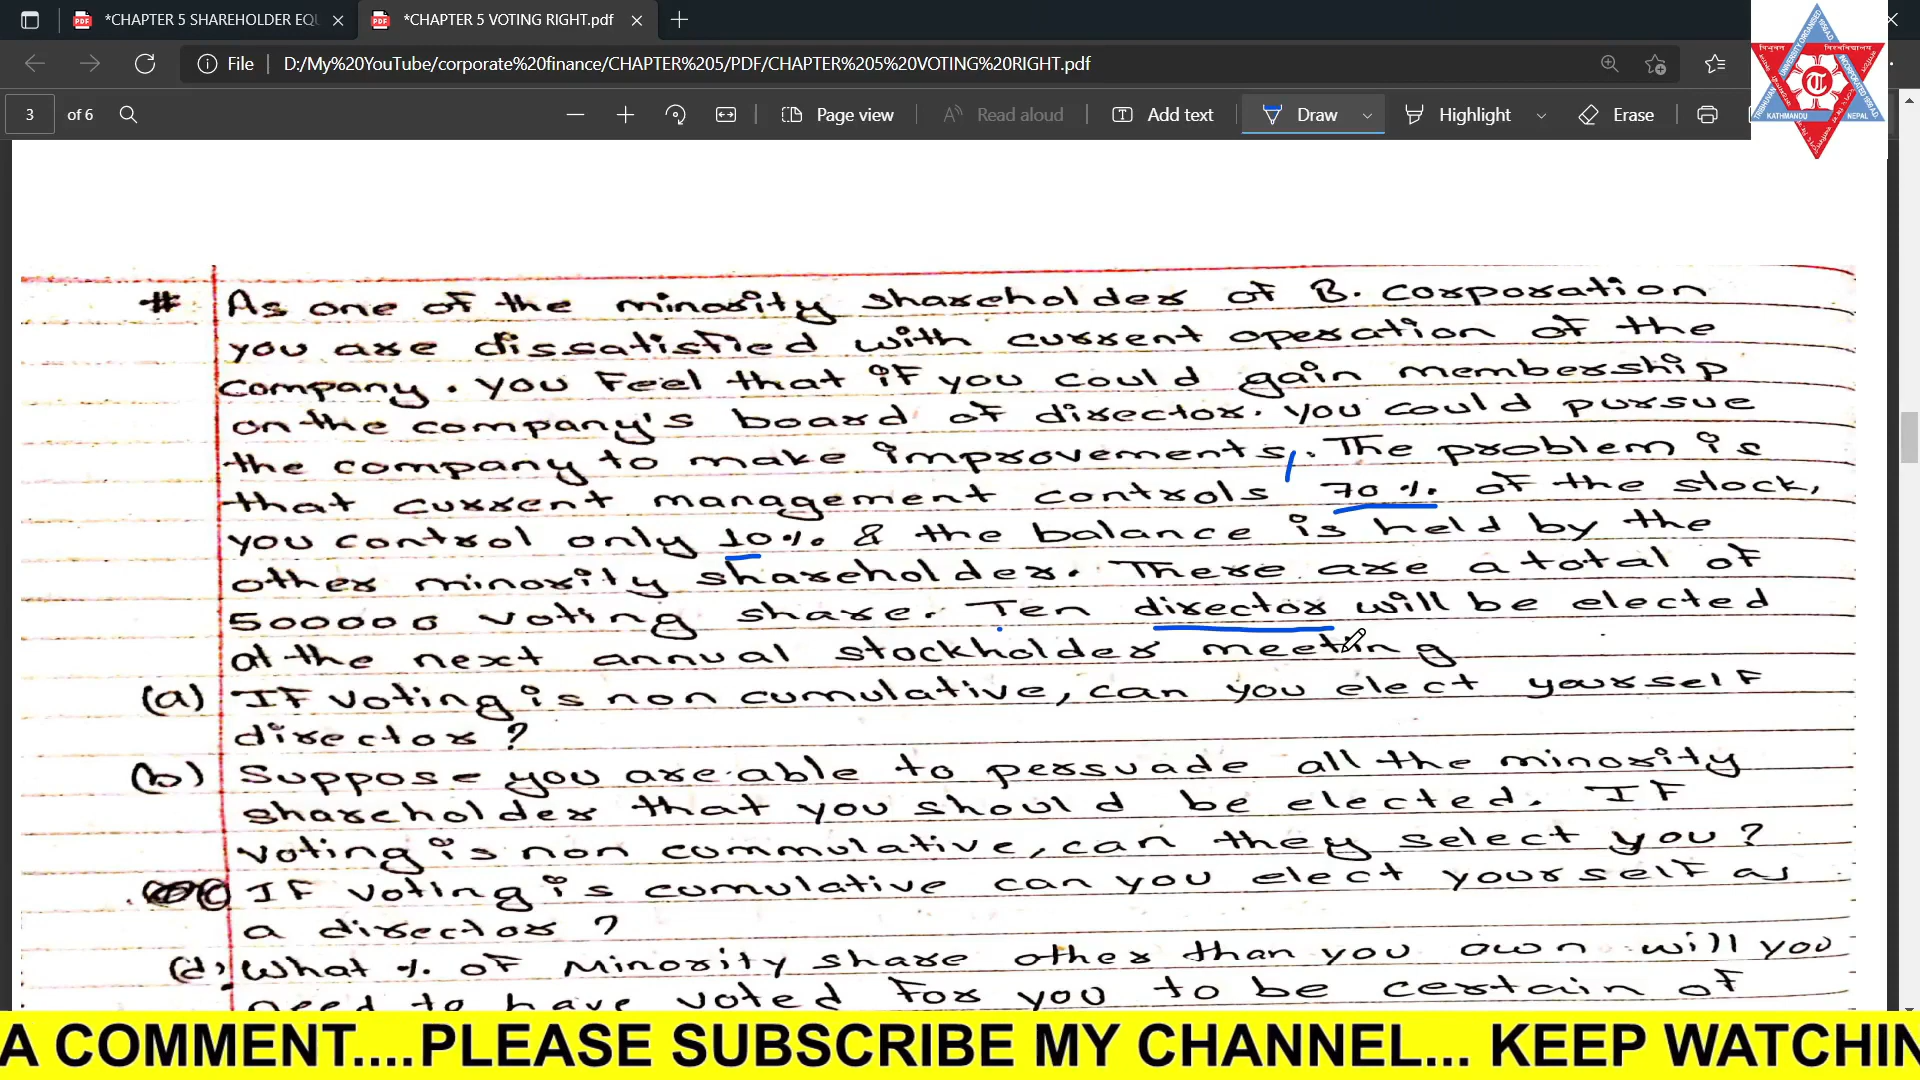 *CHAPTER 5 SHAREHOLDER EQU
*CHAPTER 5 VOTING RIGHT.pdf
File D:/My%20YouTube/corporate%20finance/CHAPTER%205/PDF/CHAPTER%205%20VOTING%20RIGHT.pdf
3 of 6 Page view Read aloud Add text Draw Highlight Erase
KATHMANDU NEPAL
# As one of the minority shareholder of B. corporation
you are dissatisfied with current operation of the
company. you Feel that if you could gain membership
on the company's board of director. you could pursue
the company to make improvements. The problem is
that current management controls 70% of the stock,
you control only 10% & the balance is held by the
other minority shareholder. There are a total of
500000 voting share. Ten director will be elected
at the next annual stockholder meeting
(a) IF voting is non cumulative, can you elect yourself
director?
(b) Suppose you are able to persuade all the minority
shareholder that you should be elected. IF
voting is non commulative, can they select you?
IF voting is cumulative can you elect yourself as
a director?
(d) What % of Minority share other than you own will you
need to have voted for you to be certain of
A COMMENT....PLEASE SUBSCRIBE MY CHANNEL... KEEP WATCHIN